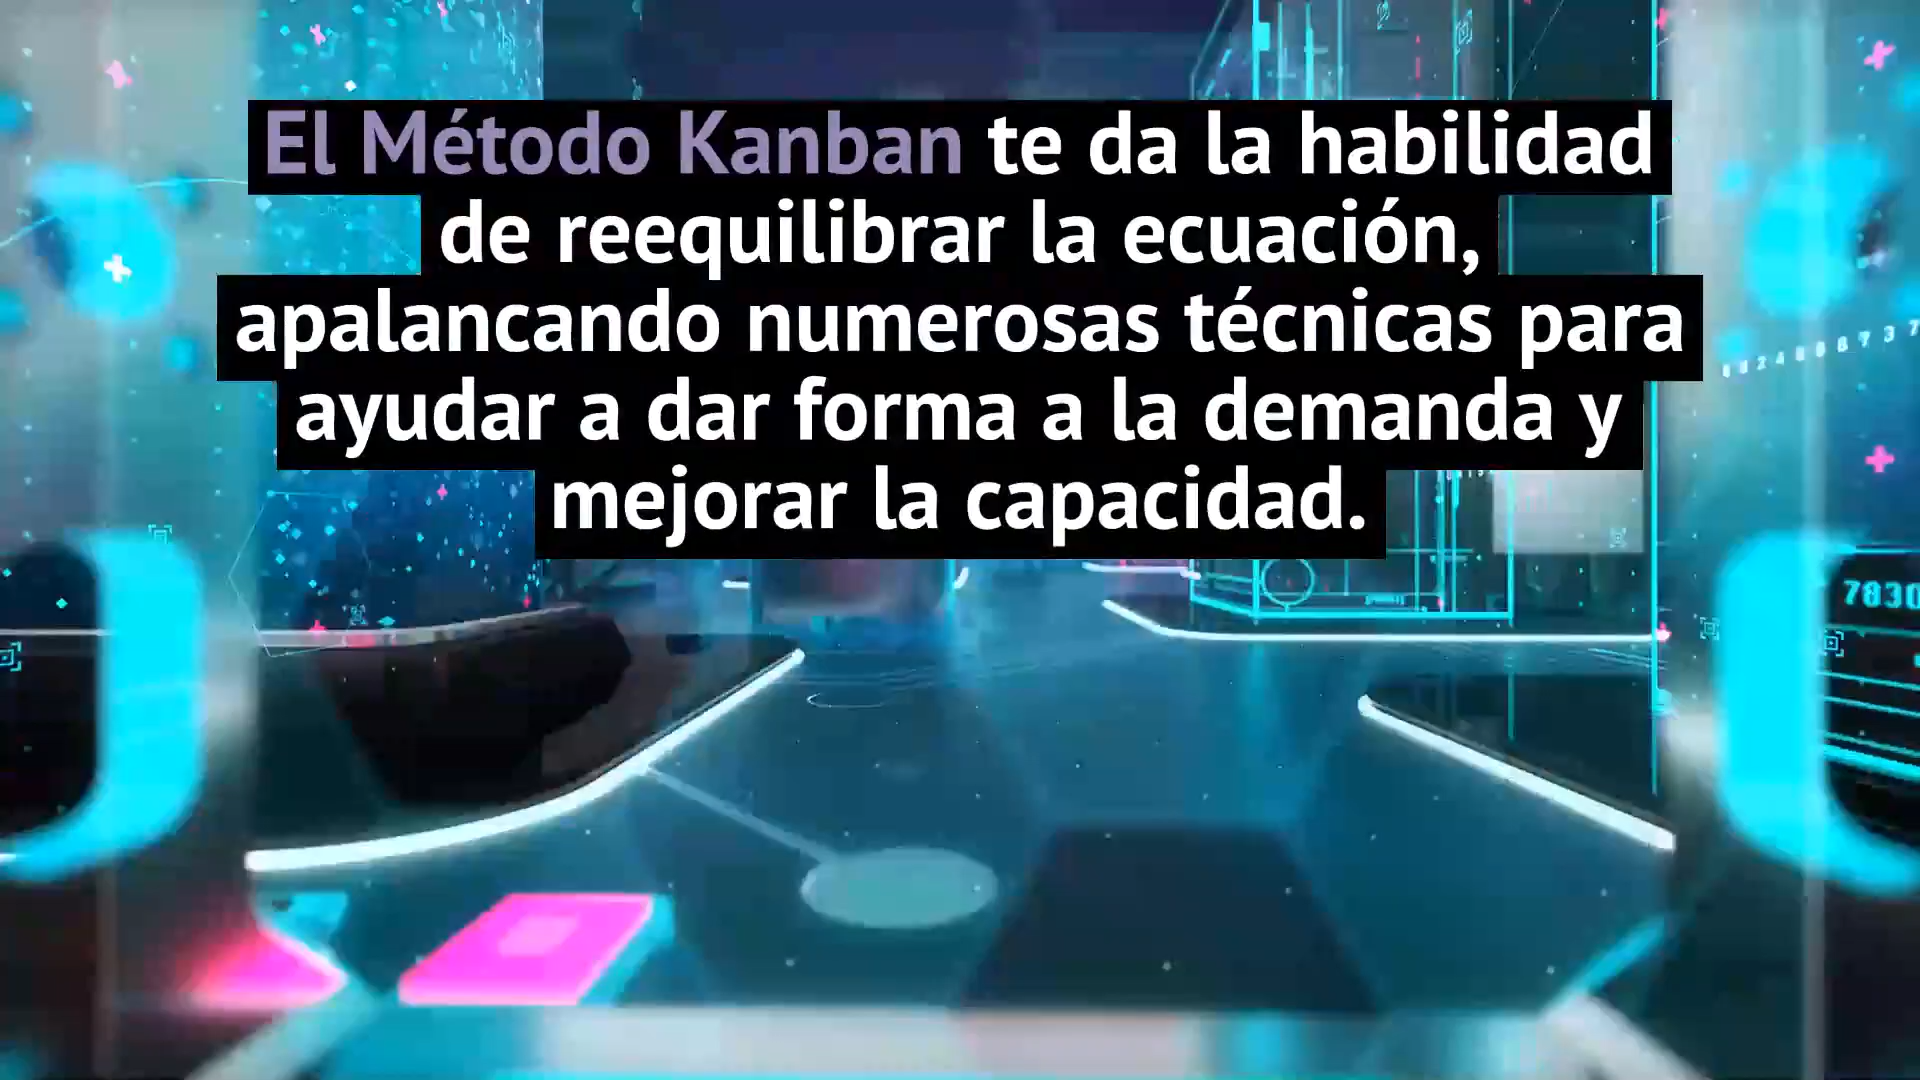 El Método Kanban te da la habilidad
de reequilibrar la ecuación,
apalancando numerosas técnicas para
ayudar a dar forma a la demanda y
mejorar la capacidad.